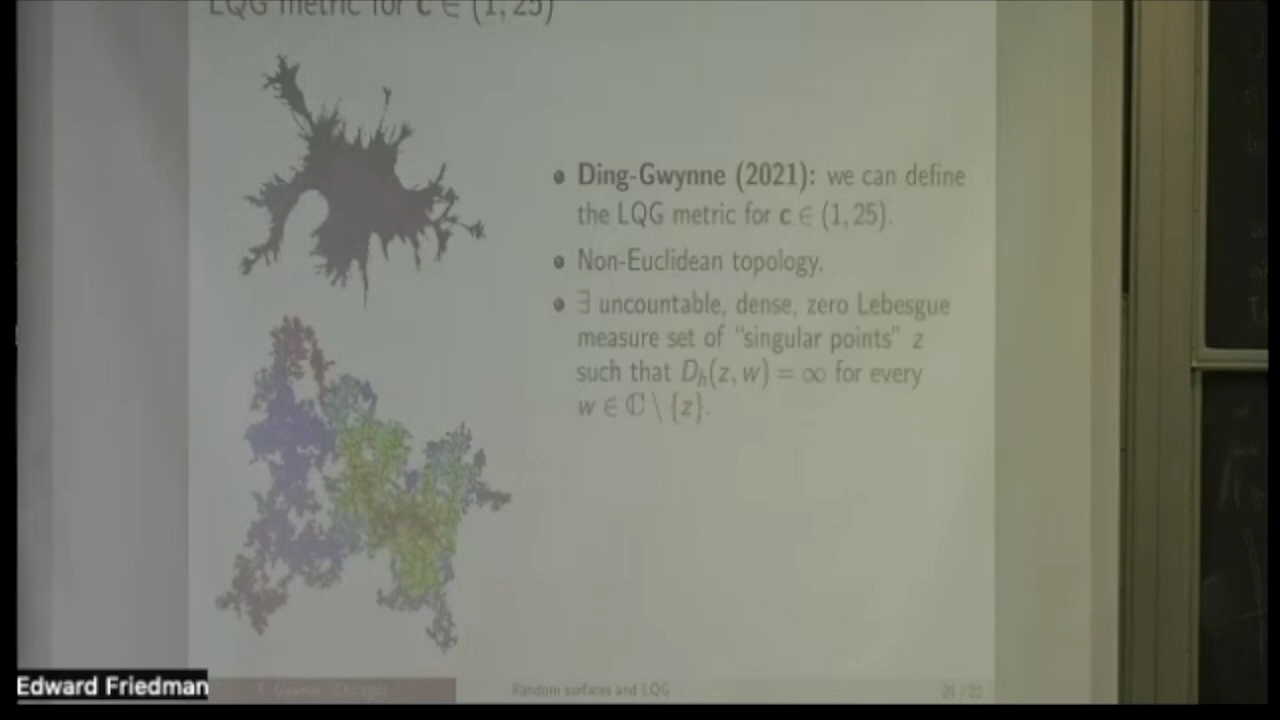 LQG metric for c ∈ (1, 25)
• Ding-Gwynne (2021): we can define
the LQG metric for c ∈ (1, 25).
• Non-Euclidean topology.
• ∃ uncountable, dense, zero Lebesgue
measure set of "singular points" z
such that Dₕ(z, w) = ∞ for every
w ∈ ℂ \ {z}.
Edward Friedman
Random surfaces and LQG